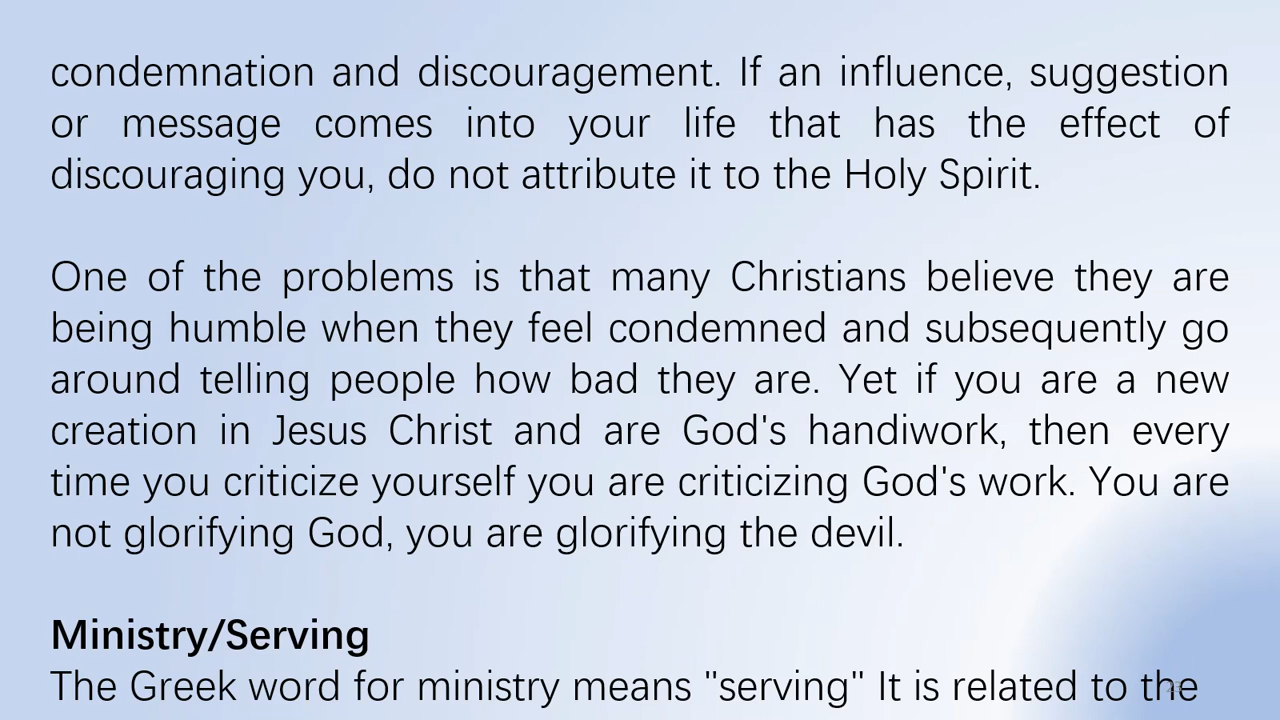 condemnation and discouragement. If an influence, suggestion
or message comes into your life that has the effect of
discouraging you, do not attribute it to the Holy Spirit.
One of the problems is that many Christians believe they are
being humble when they feel condemned and subsequently go
around telling people how bad they are. Yet if you are a new
creation in Jesus Christ and are God's handiwork, then every
time you criticize yourself you are criticizing God's work. You are
not glorifying God, you are glorifying the devil.
Ministry/Serving
The Greek word for ministry means "serving" It is related to the